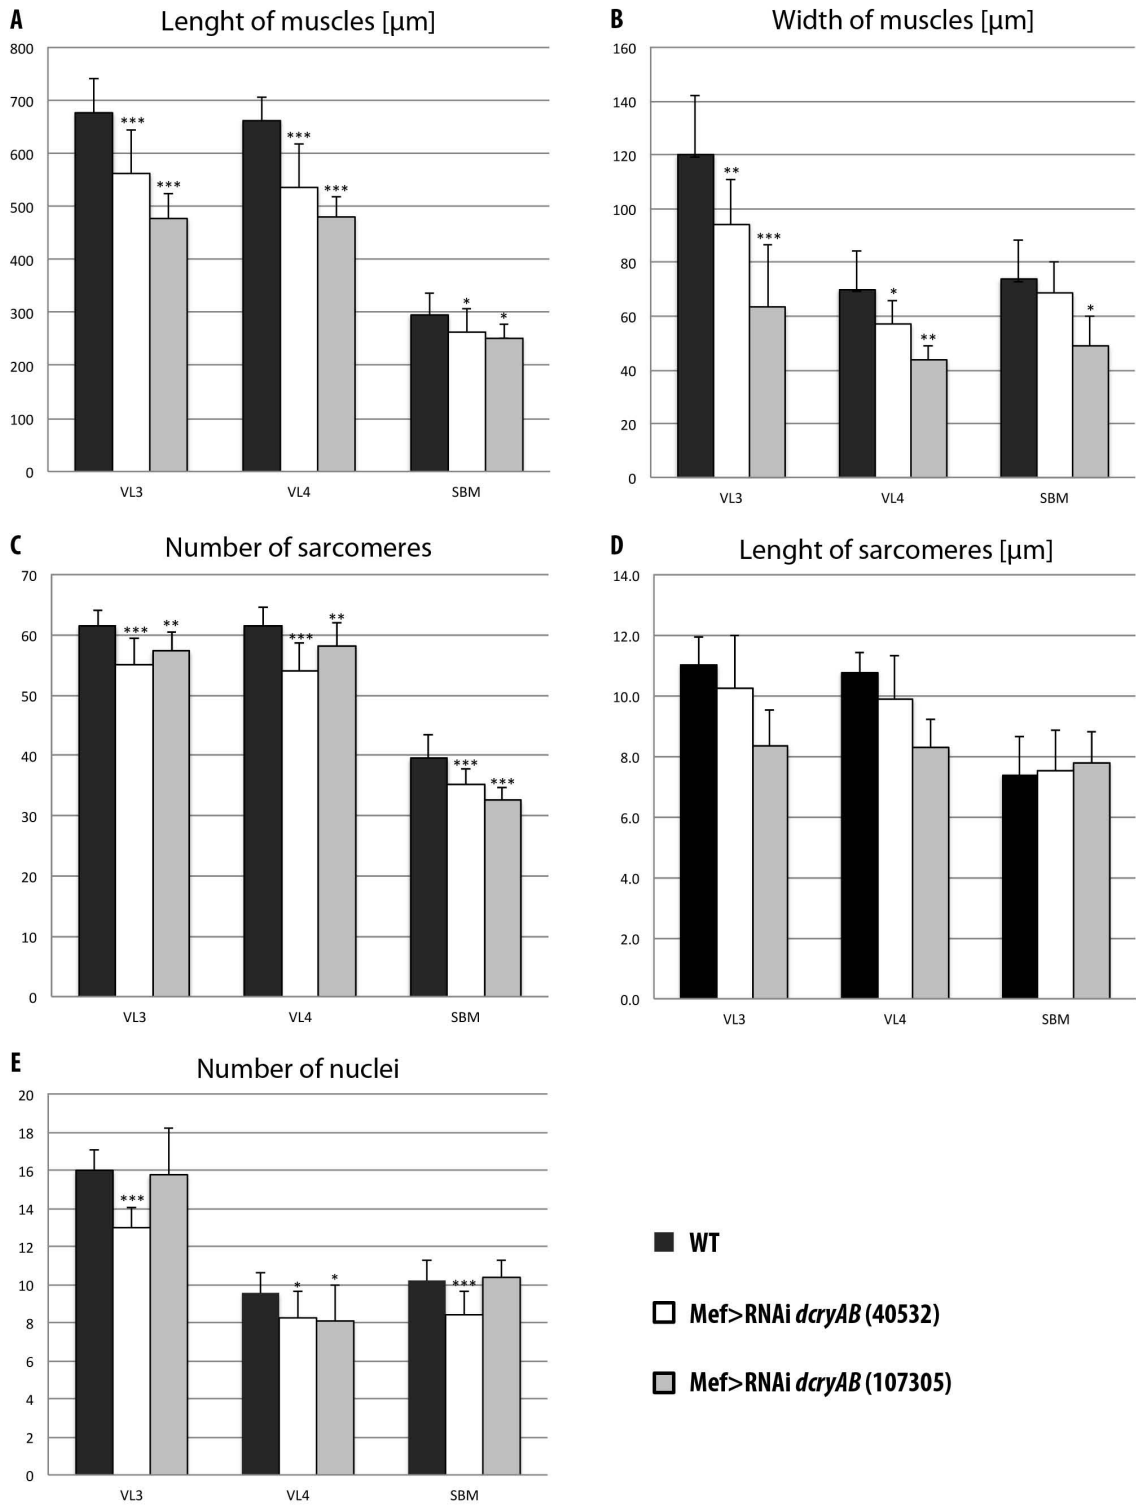 A
Lenght of muscles [µm]
800
700
600
500
400
300
200
100
0
***
***
***
***
*
*
VL3
VL4
SBM
B
Width of muscles [µm]
160
140
120
100
80
60
40
20
0
**
***
*
**
*
VL3
VL4
SBM
C
Number of sarcomeres
70
60
50
40
30
20
10
0
***
**
***
**
***
***
VL3
VL4
SBM
D
Lenght of sarcomeres [µm]
14.0
12.0
10.0
8.0
6.0
4.0
2.0
0.0
VL3
VL4
SBM
E
Number of nuclei
20
18
16
14
12
10
8
6
4
2
0
***
*
*
***
VL3
VL4
SBM
WT
Mef>RNAi dcryAB (40532)
Mef>RNAi dcryAB (107305)